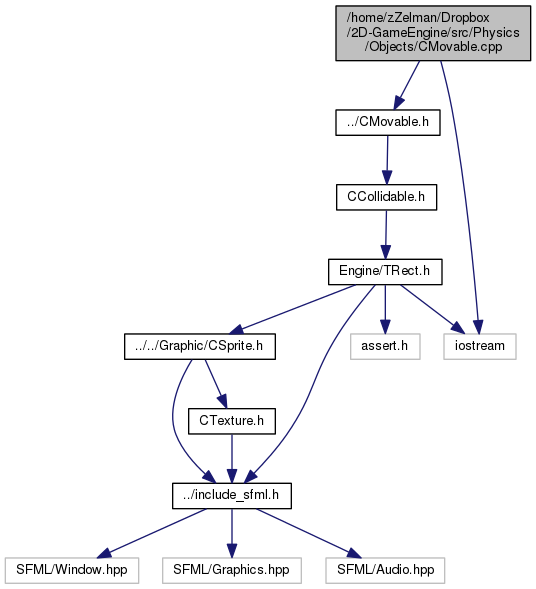 /home/zZelman/Dropbox
/2D-GameEngine/src/Physics
/Objects/CMovable.cpp
../CMovable.h
CCollidable.h
Engine/TRect.h
../../Graphic/CSprite.h
assert.h
iostream
CTexture.h
../include_sfml.h
SFML/Window.hpp
SFML/Graphics.hpp
SFML/Audio.hpp